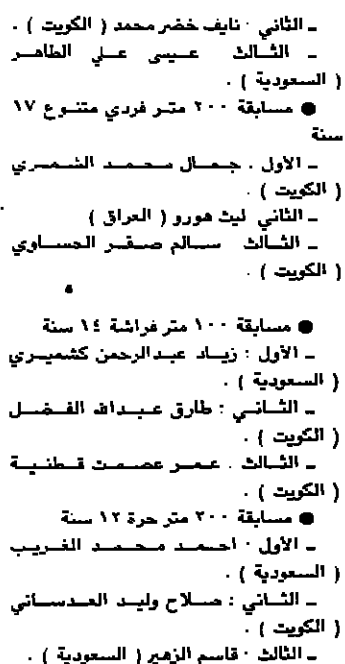 ـ الثاني · نايف خضر محمد ( الكويت ) .
ـ الثالث عيسى علي الطاهر
( السعودية ) .
● مسابقة ٢٠٠ متر فردي متنوع ١٧
سنة
ـ الأول . جمال محمد الشمري
( الكويت ) .
ـ الثاني ليث هورو ( العراق )
ـ الثالث سالم صقر الحساوي
( الكويت ) .
● مسابقة ١٠٠ متر فراشة ١٤ سنة
ـ الأول : زياد عبدالرحمن كشميري
( السعودية ) .
ـ الثاني : طارق عبدالله الفضل
( الكويت ) .
ـ الثالث . عمر عصمت قطنية
( الكويت ) .
● مسابقة ٢٠٠ متر حرة ١٢ سنة
ـ الأول · احمد محمد الغريب
( السعودية ) .
ـ الثاني : صلاح وليد العدساني
( الكويت ) .
ـ الثالث · قاسم الزهير ( السعودية ) .